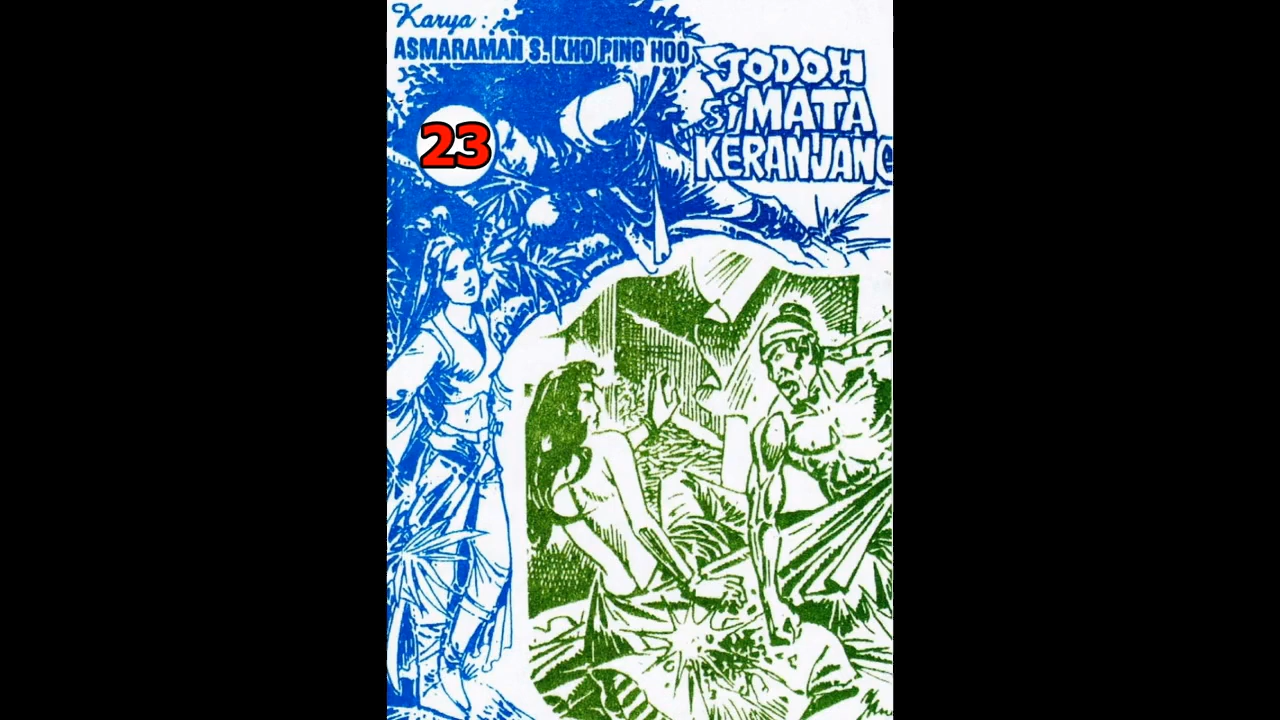 Karya :
ASMARAMAN S. KHO PING HOO
JODOH
si MATA
KERANJANG
23